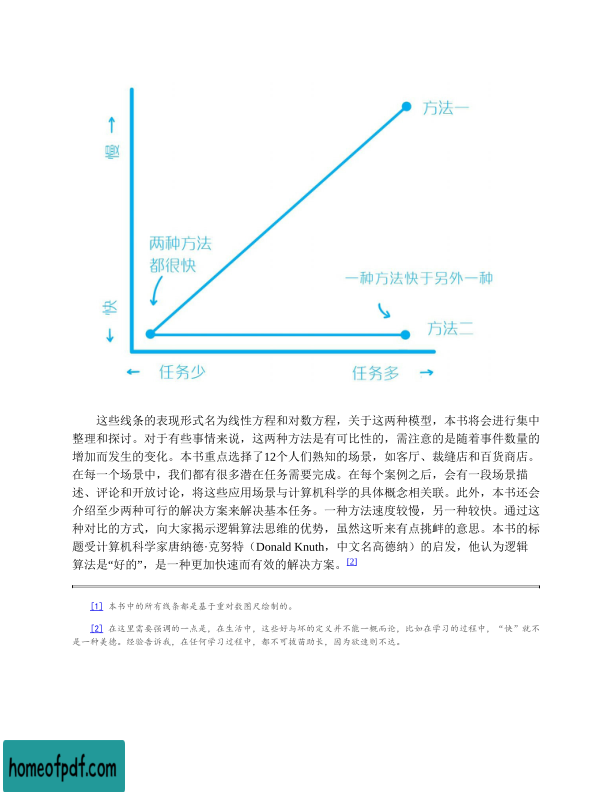 方法一
慢
两种方法
都很快
一种方法快于另外一种
快
方法二
任务少
任务多
这些线条的表现形式名为线性方程和对数方程，关于这两种模型，本书将会进行集中
整理和探讨。对于有些事情来说，这两种方法是有可比性的，需注意的是随着事件数量的
增加而发生的变化。本书重点选择了12个人们熟知的场景，如客厅、裁缝店和百货商店。
在每一个场景中，我们都有很多潜在任务需要完成。在每个案例之后，会有一段场景描
述、评论和开放讨论，将这些应用场景与计算机科学的具体概念相关联。此外，本书还会
介绍至少两种可行的解决方案来解决基本任务。一种方法速度较慢，另一种较快。通过这
种对比的方式，向大家揭示逻辑算法思维的优势，虽然这听来有点挑衅的意思。本书的标
题受计算机科学家唐纳德·克努特（Donald Knuth，中文名高德纳）的启发，他认为逻辑
算法是“好的”，是一种更加快速而有效的解决方案。[2]
[1] 本书中的所有线条都是基于重对数图尺绘制的。
[2] 在这里需要强调的一点是，在生活中，这些好与坏的定义并不能一概而论，比如在学习的过程中，“快”就不
是一种美德。经验告诉我，在任何学习过程中，都不可拔苗助长，因为欲速则不达。
homeofpdf.com